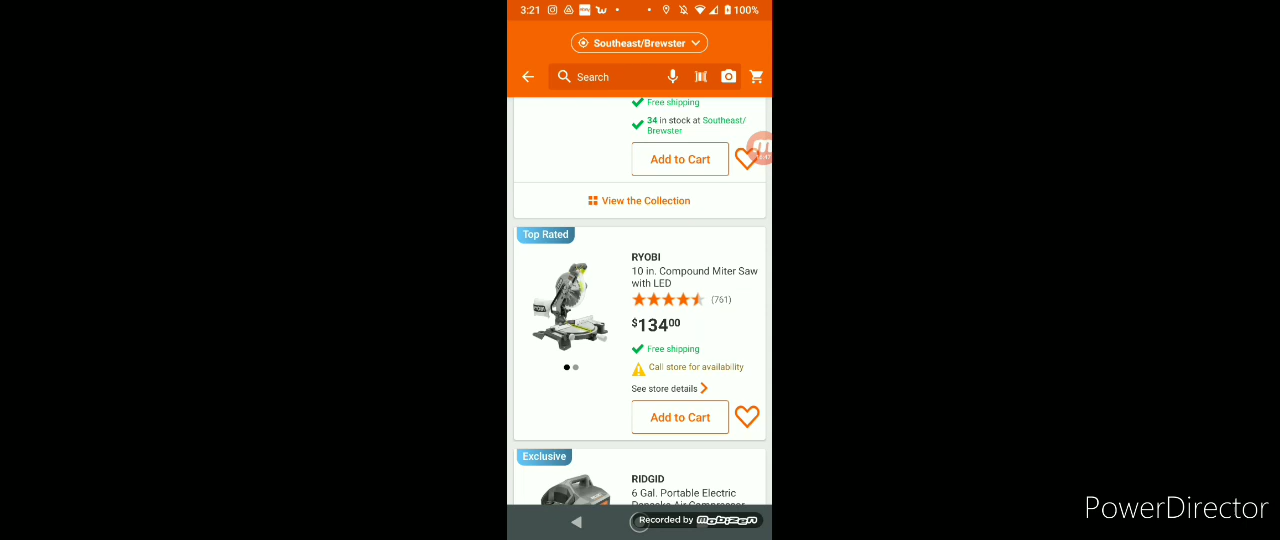 3:21
100%
Southeast/Brewster
Search
Free shipping
34 in stock at Southeast/
Brewster
Add to Cart
View the Collection
Top Rated
RYOBI
10 in. Compound Miter Saw
with LED
(761)
$13400
Free shipping
Call store for availability
See store details
Add to Cart
Exclusive
RIDGID
6 Gal. Portable Electric
Recorded by mobizen
PowerDirector